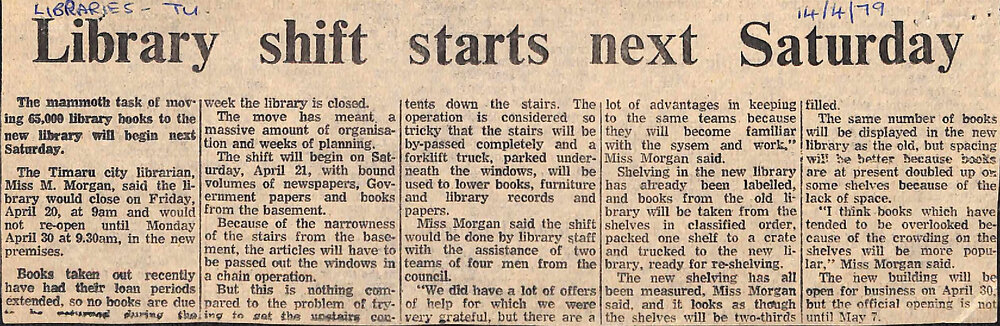 LIBRARIES - TU.
14/4/79
Library shift starts next Saturday
The mammoth task of mov-
ing 65,000 library books to the
new library will begin next
Saturday.
The Timaru city librarian,
Miss M. Morgan, said the li-
brary would close on Friday,
April 20, at 9am and would
not re-open until Monday
April 30 at 9.30am, in the new
premises.
Books taken out recently
have had their loan periods
extended, so no books are due
to be returned during the
week the library is closed.
The move has meant a
massive amount of organisa-
tion and weeks of planning.
The shift will begin on Sat-
urday, April 21, with bound
volumes of newspapers, Gov-
ernment papers and books
from the basement.
Because of the narrowness
of the stairs from the base-
ment, the articles will have to
be passed out the windows in
a chain operation.
But this is nothing com-
pared to the problem of try-
ing to get the upstairs con-
tents down the stairs. The
operation is considered so
tricky that the stairs will be
by-passed completely and a
forklift truck, parked under-
neath the windows, will be
used to lower books, furniture
and library records and
papers.
Miss Morgan said the shift
would be done by library staff
with the assistance of two
teams of four men from the
council.
"We did have a lot of offers
of help for which we were
very grateful, but there are a
lot of advantages in keeping
to the same teams because
they will become familiar
with the sysem and work,"
Miss Morgan said.
Shelving in the new library
has already been labelled,
and books from the old li-
brary will be taken from the
shelves in classified order,
packed one shelf to a crate
and trucked to the new li-
brary, ready for re-shelving.
The new shelving has all
been measured, Miss Morgan
said, and it looks as though
the shelves will be two-thirds
filled.
The same number of books
will be displayed in the new
library as the old, but spacing
will be better because books
are at present doubled up on
some shelves because of the
lack of space.
"I think books which have
tended to be overlooked be-
cause of the crowding on the
shelves will be more popu-
lar," Miss Morgan said.
The new building will be
open for business on April 30,
but the official opening is not
until May 7.